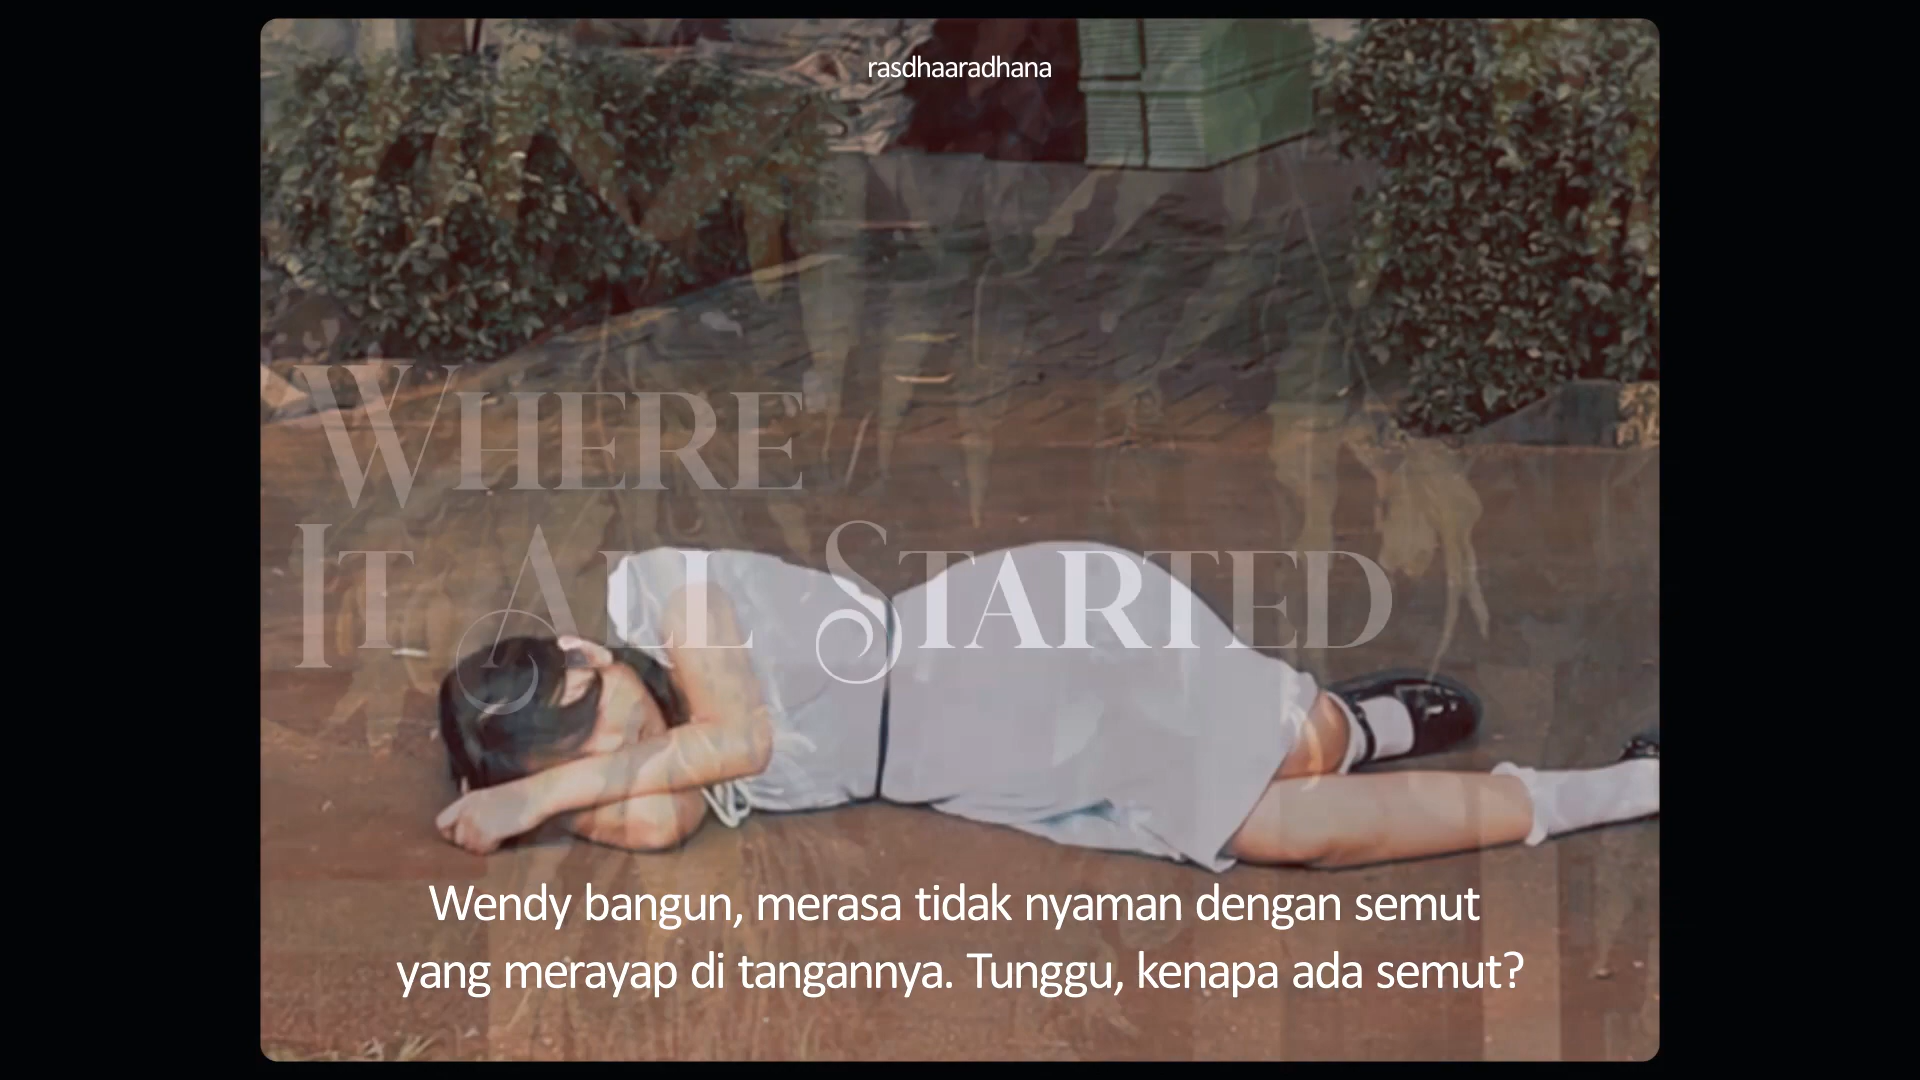 rasdhaaradhana
Where
It All Started
Wendy bangun, merasa tidak nyaman dengan semut
yang merayap di tangannya. Tunggu, kenapa ada semut?